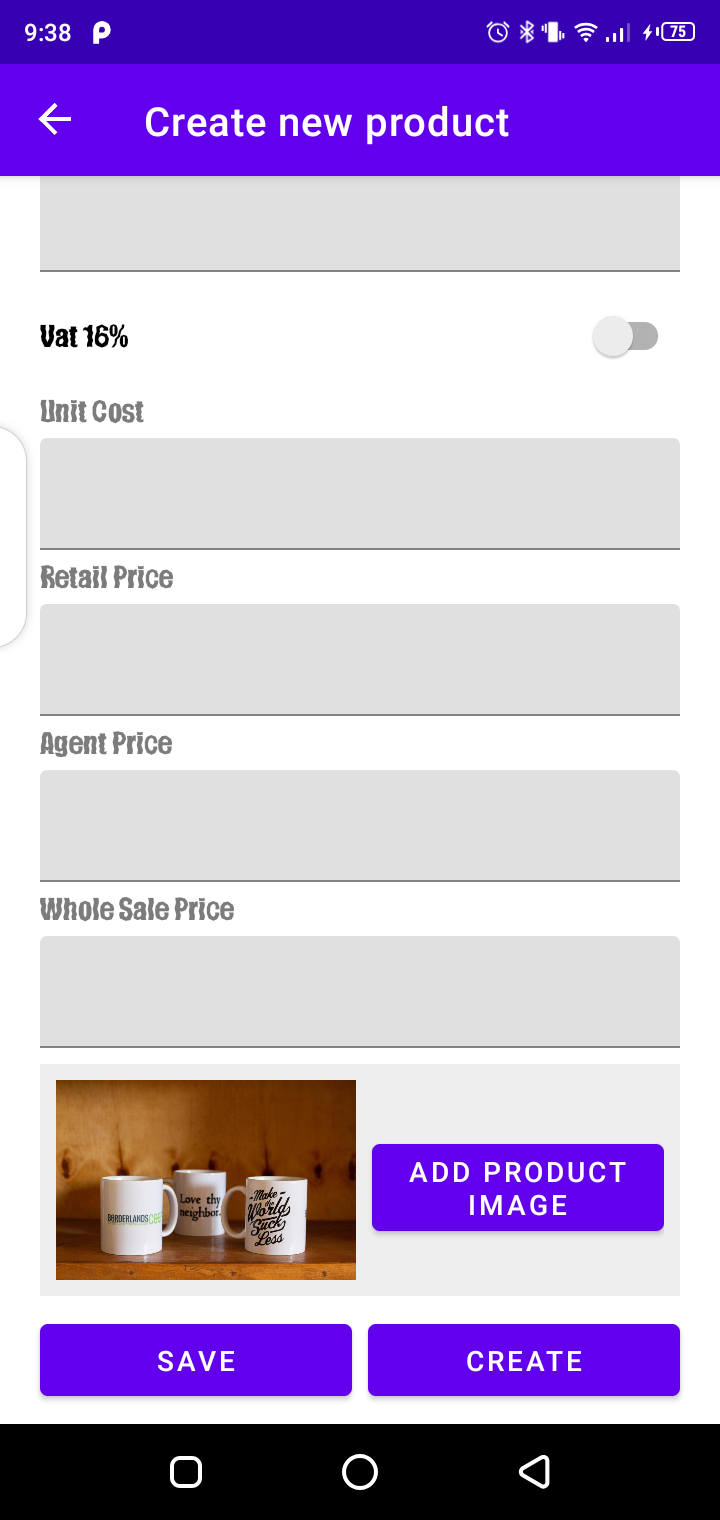 9:38
75
Create new product
Vat 16%
Unit Cost
Retail Price
Agent Price
Whole Sale Price
BORDERLANDS
Love thy
neighbor.
-Make-
the
World
Suck
Less
ADD PRODUCT
IMAGE
SAVE
CREATE